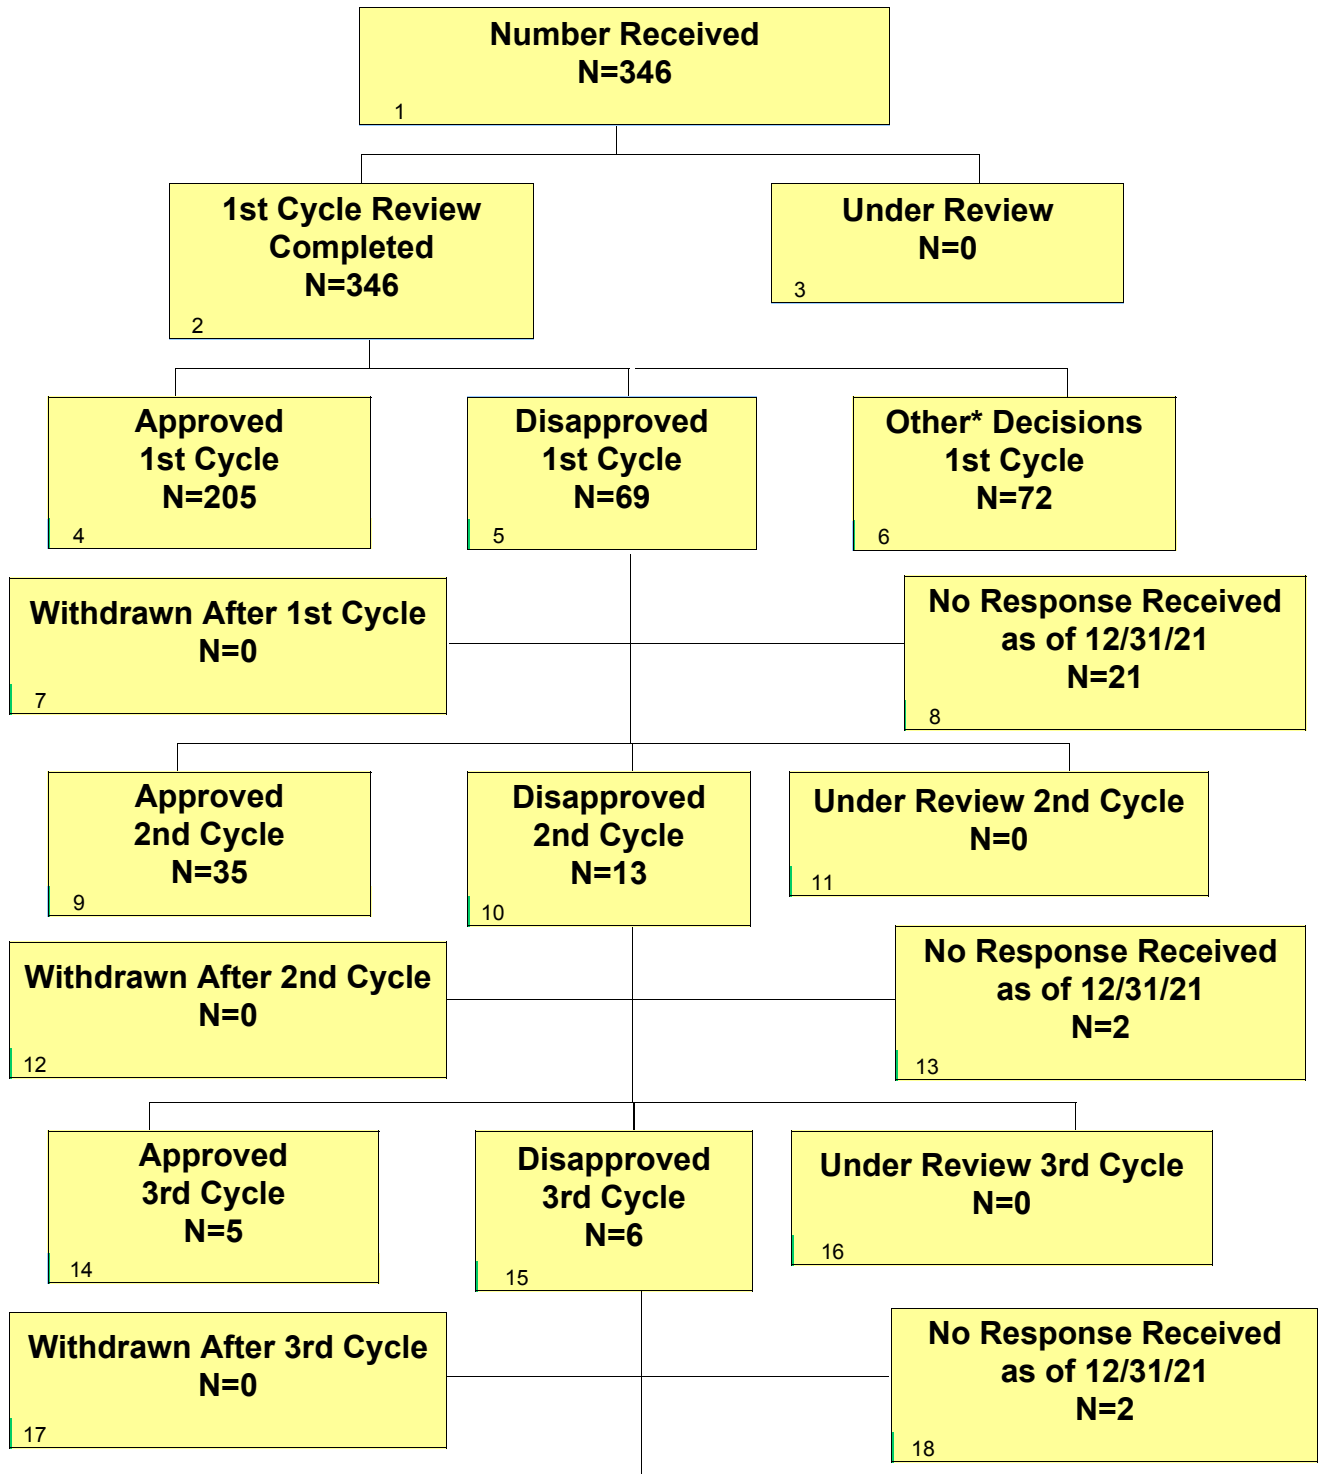 Number Received
N=346
1
1st Cycle Review
Completed
N=346
2
Under Review
N=0
3
Approved
1st Cycle
N=205
4
Disapproved
1st Cycle
N=69
5
Other* Decisions
1st Cycle
N=72
6
Withdrawn After 1st Cycle
N=0
7
No Response Received
as of 12/31/21
N=21
8
Approved
2nd Cycle
N=35
9
Disapproved
2nd Cycle
N=13
10
Under Review 2nd Cycle
N=0
11
Withdrawn After 2nd Cycle
N=0
12
No Response Received
as of 12/31/21
N=2
13
Approved
3rd Cycle
N=5
14
Disapproved
3rd Cycle
N=6
15
Under Review 3rd Cycle
N=0
16
Withdrawn After 3rd Cycle
N=0
17
No Response Received
as of 12/31/21
N=2
18